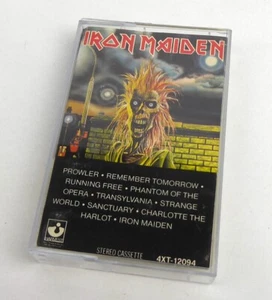 IRON MAIDEN
PROWLER • REMEMBER TOMORROW •
RUNNING FREE • PHANTOM OF THE
OPERA • TRANSYLVANIA • STRANGE
WORLD • SANCTUARY • CHARLOTTE THE
HARLOT • IRON MAIDEN
STEREO CASSETTE
4XT-12094